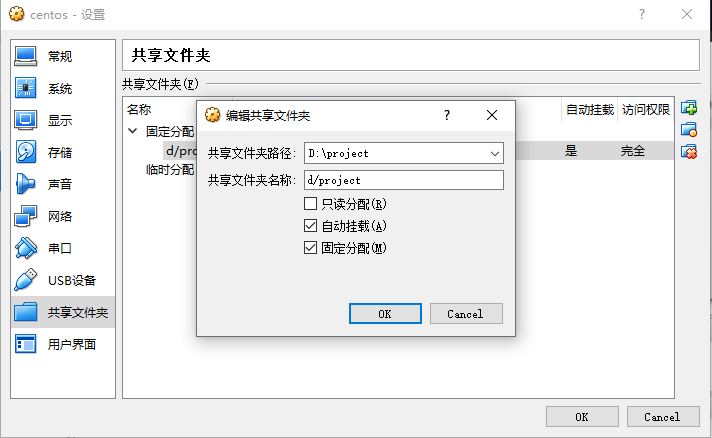 centos - 设置
常规
系统
显示
存储
声音
网络
串口
USB设备
共享文件夹
用户界面
共享文件夹
共享文件夹(F)
名称
自动挂载
访问权限
固定分配
d/pro
是
完全
临时分配
编辑共享文件夹
共享文件夹路径:
D:\project
共享文件夹名称:
d/project
只读分配(R)
自动挂载(A)
固定分配(M)
OK
Cancel
OK
Cancel